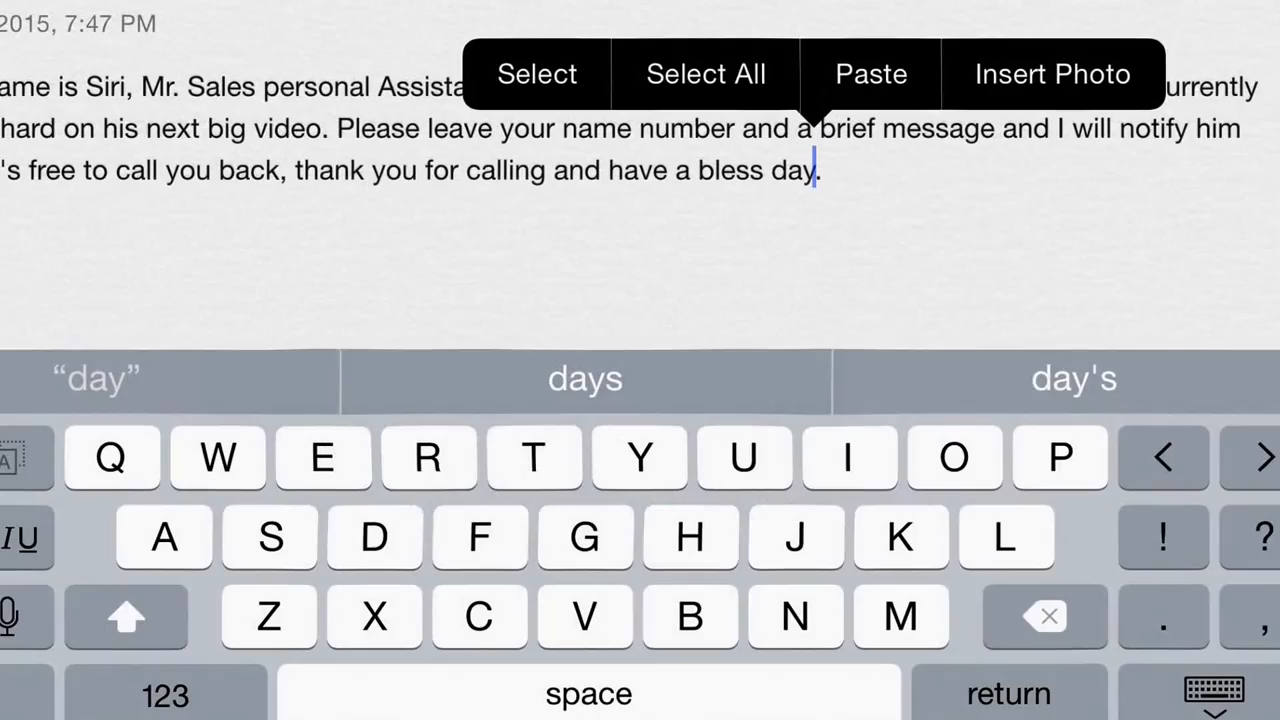 2015, 7:47 PM
Select Select All Paste Insert Photo
ame is Siri, Mr. Sales personal Assista urrently
hard on his next big video. Please leave your name number and a brief message and I will notify him
's free to call you back, thank you for calling and have a bless day.
“day” days day's
Q W E R T Y U I O P < >
I U A S D F G H J K L ! ?
Z X C V B N M . ,
123 space return